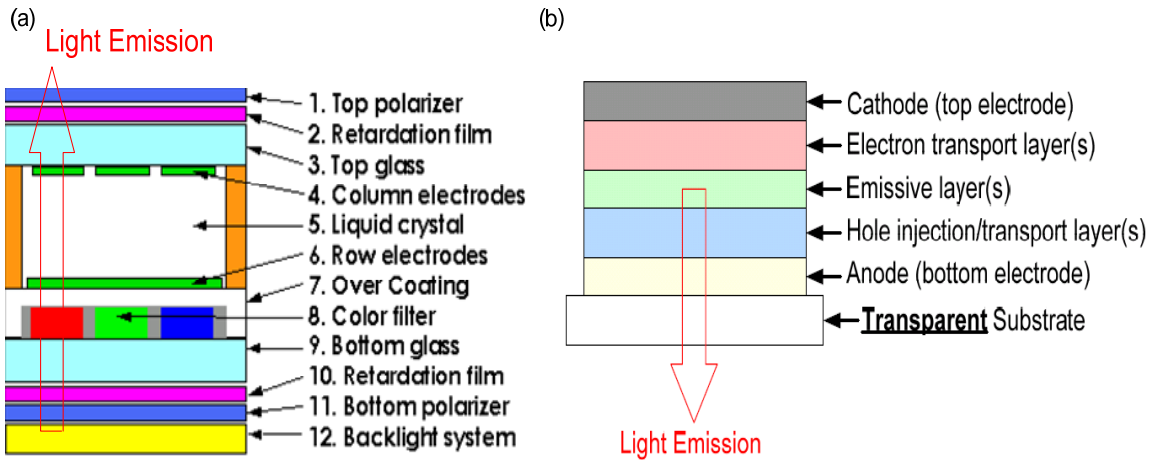 (a)
Light Emission
1. Top polarizer
2. Retardation film
3. Top glass
4. Column electrodes
5. Liquid crystal
6. Row electrodes
7. Over Coating
8. Color filter
9. Bottom glass
10. Retardation film
11. Bottom polarizer
12. Backlight system
(b)
Cathode (top electrode)
Electron transport layer(s)
Emissive layer(s)
Hole injection/transport layer(s)
Anode (bottom electrode)
Transparent Substrate
Light Emission